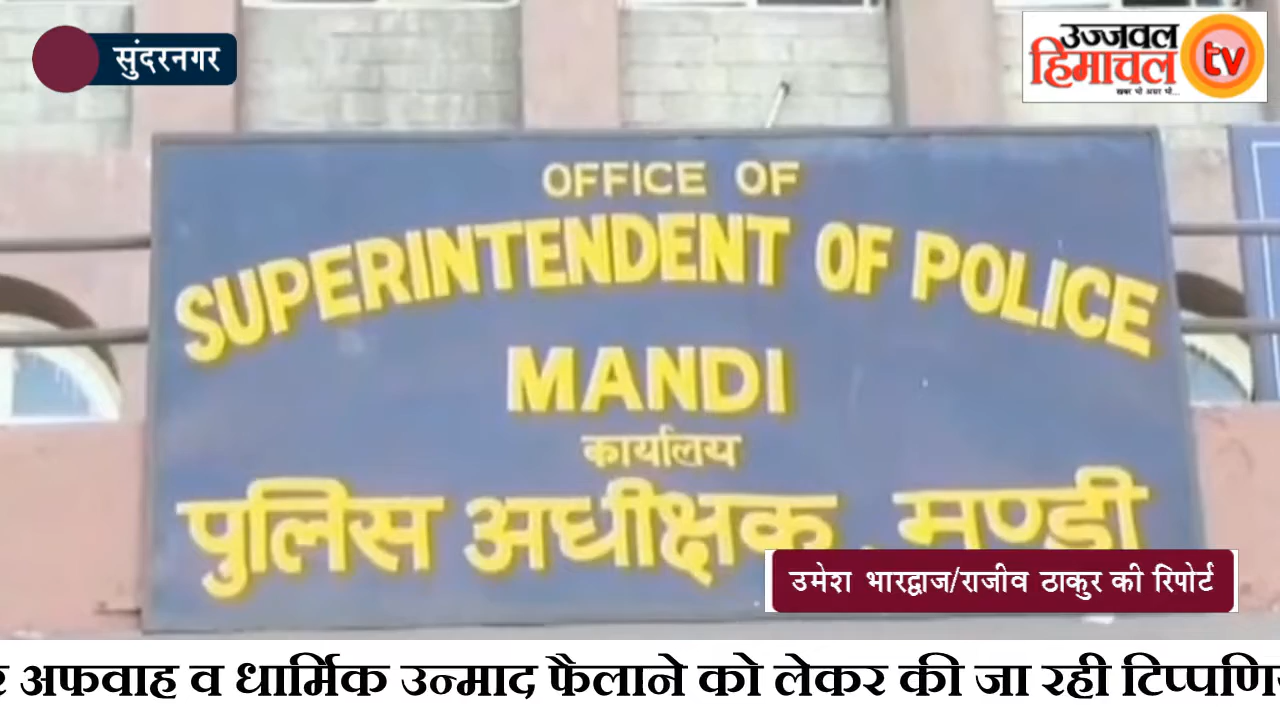 सुंदरनगर
उज्जवल
हिमाचल
tv
OFFICE OF
SUPERINTENDENT OF POLICE
MANDI
कार्यालय
पुलिस अधीक्षक, मण्डी
उमेश भारद्वाज/राजीव ठाकुर की रिपोर्ट
अफवाह व धार्मिक उन्माद फैलाने को लेकर की जा रही